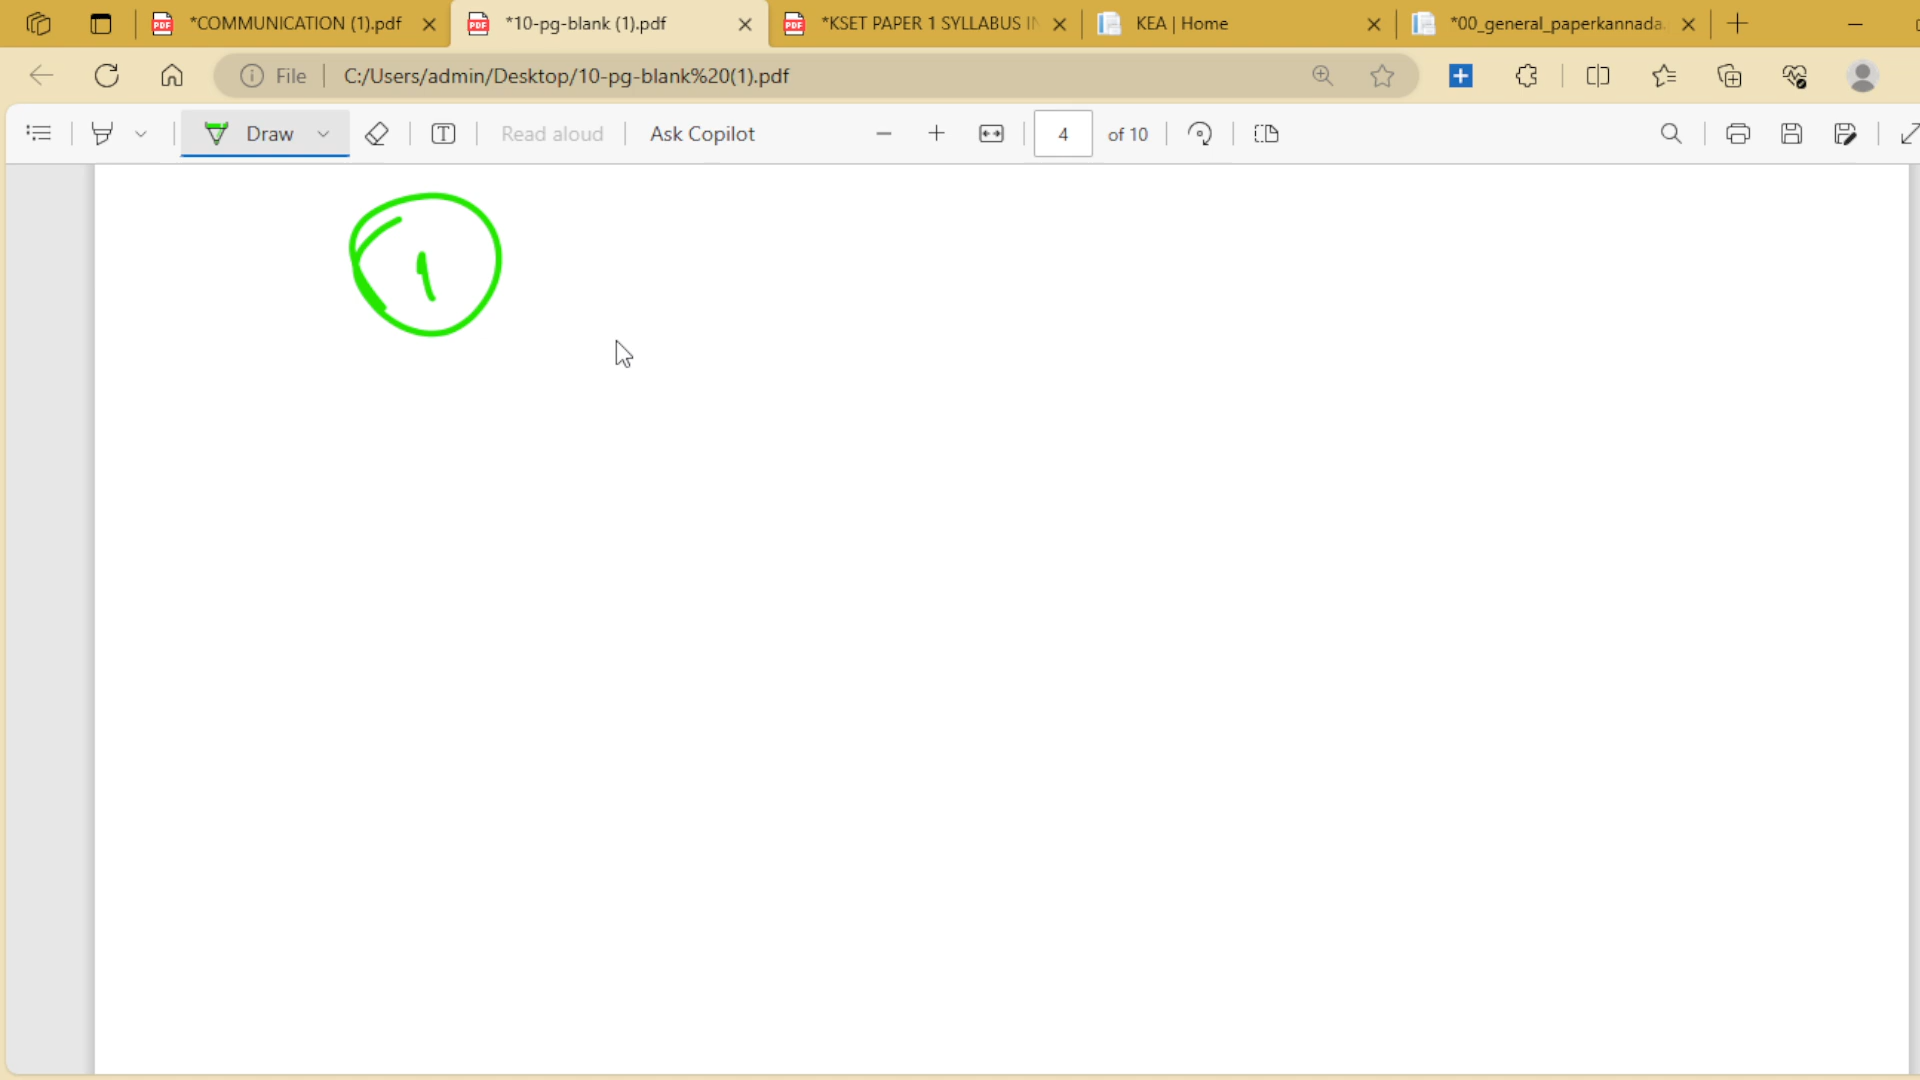 *COMMUNICATION (1).pdf
*10-pg-blank (1).pdf
*KSET PAPER 1 SYLLABUS IN
KEA | Home
*00_general_paperkannada.
File
C:/Users/admin/Desktop/10-pg-blank%20(1).pdf
Draw
Read aloud
Ask Copilot
4
of 10
1